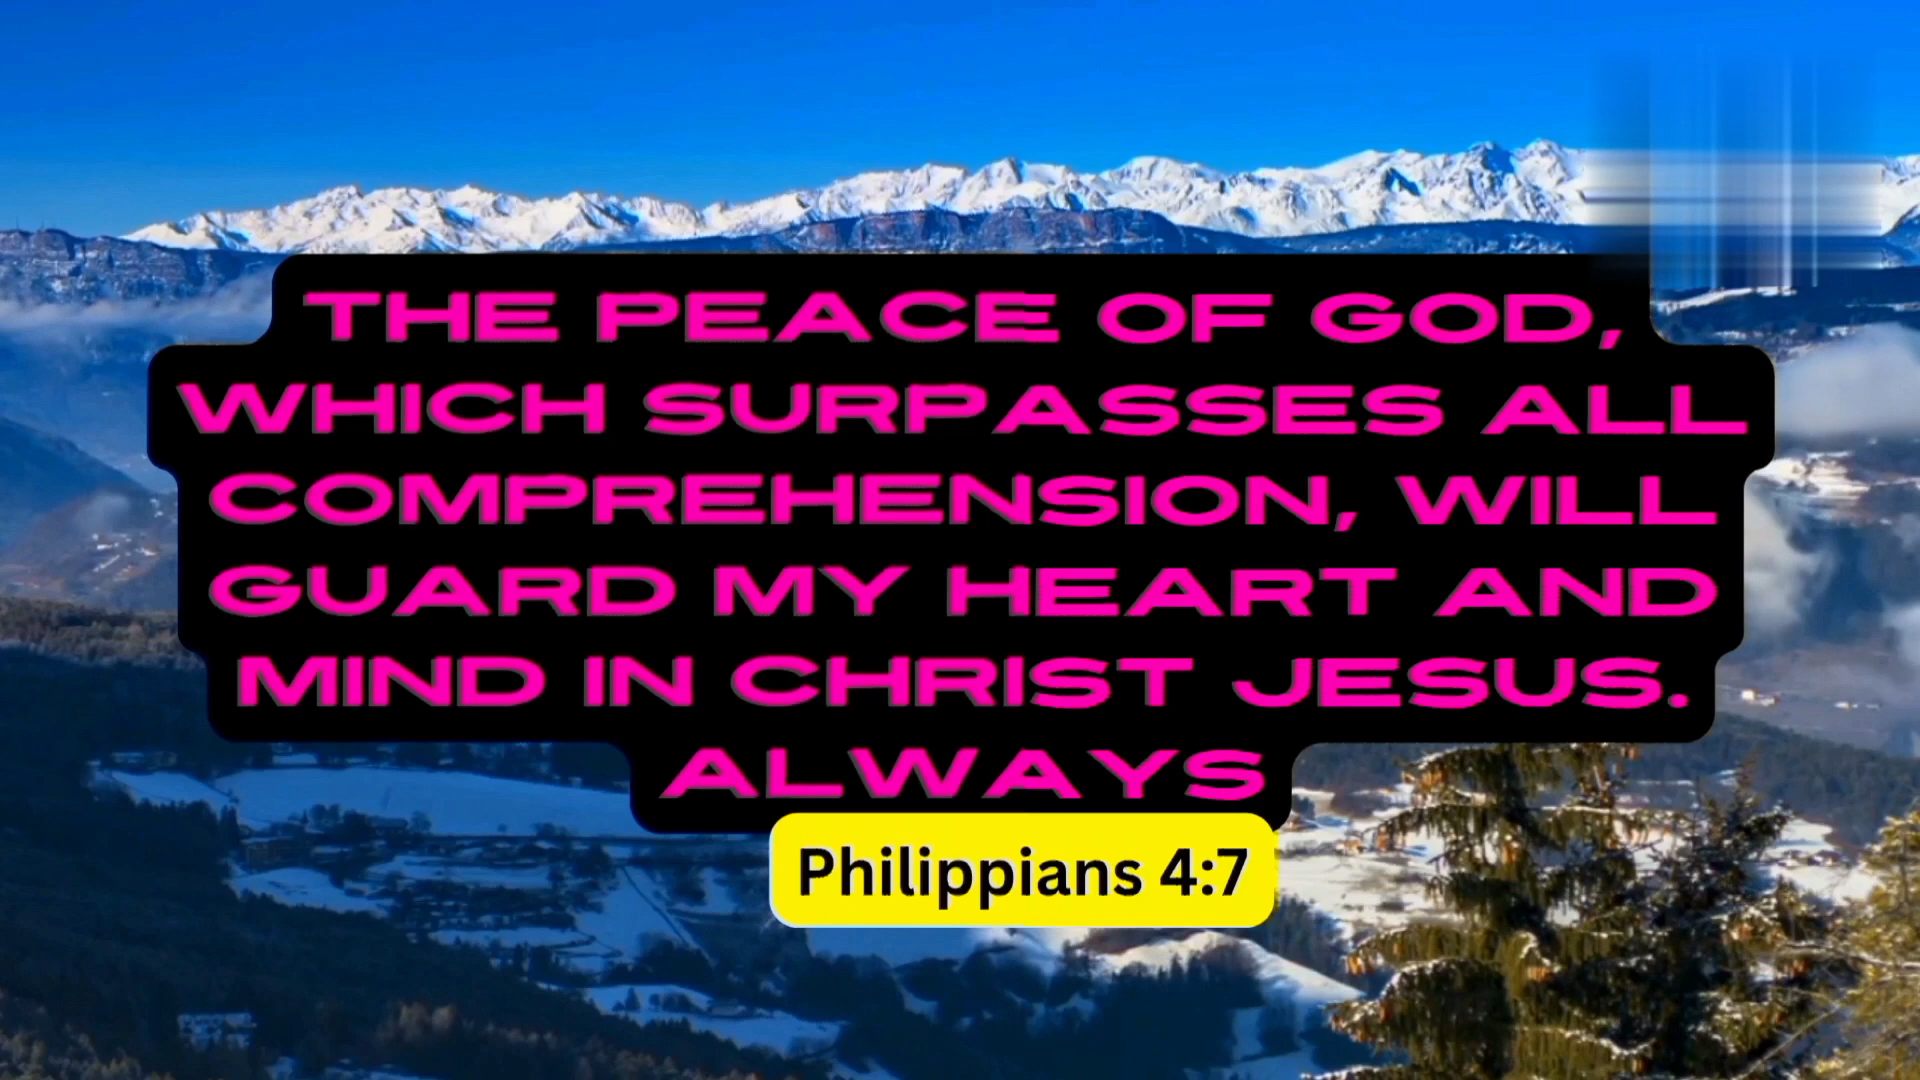 THE PEACE OF GOD,
WHICH SURPASSES ALL
COMPREHENSION, WILL
GUARD MY HEART AND
MIND IN CHRIST JESUS.
ALWAYS
Philippians 4:7